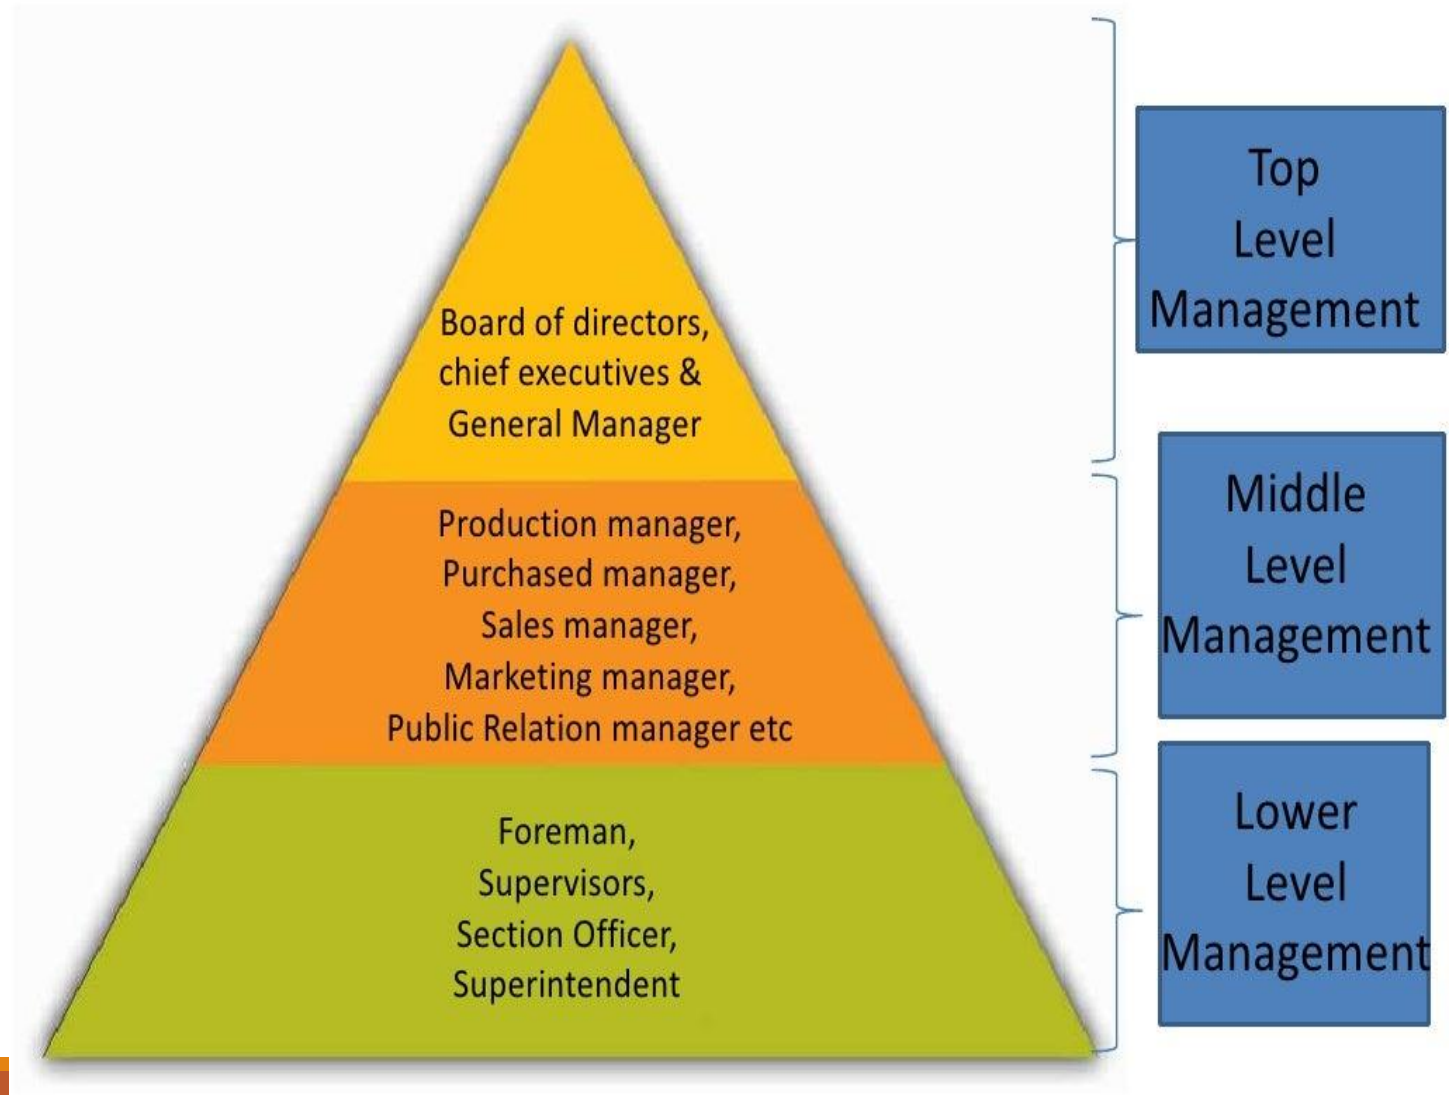 Board of directors,
chief executives &
General Manager
Top
Level
Management
Production manager,
Purchased manager,
Sales manager,
Marketing manager,
Public Relation manager etc
Middle
Level
Management
Foreman,
Supervisors,
Section Officer,
Superintendent
Lower
Level
Management